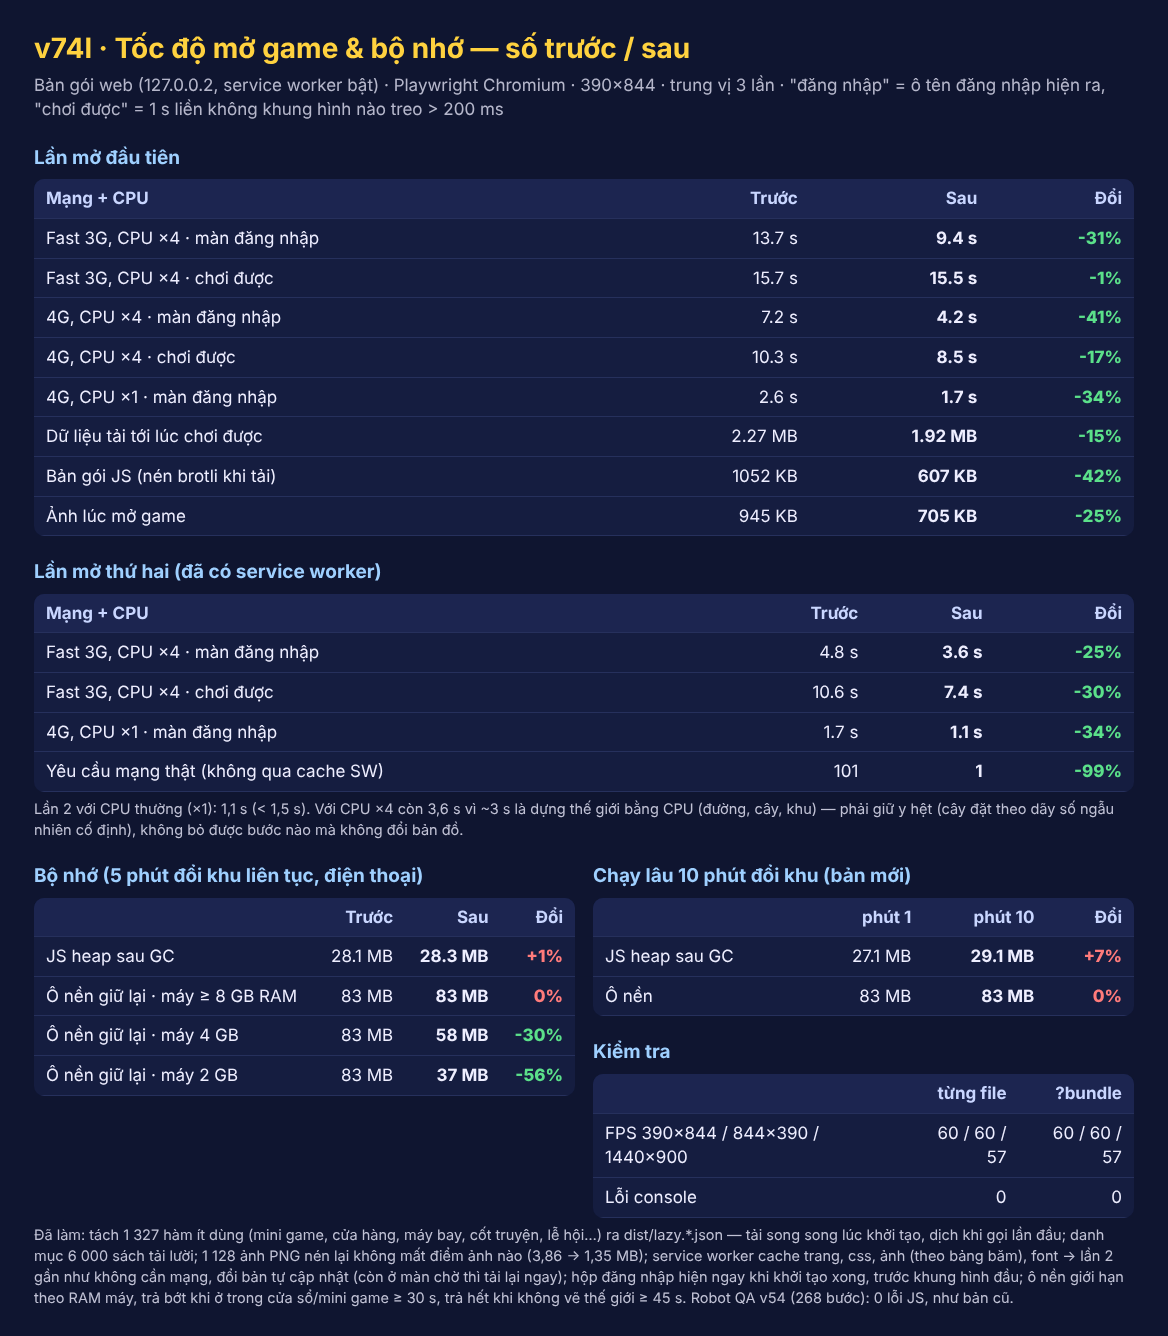 v74l · Tốc độ mở game & bộ nhớ — số trước / sau
Bản gói web (127.0.0.2, service worker bật) · Playwright Chromium · 390×844 · trung vị 3 lần · "đăng nhập" = ô tên đăng nhập hiện ra,
"chơi được" = 1 s liền không khung hình nào treo > 200 ms
Lần mở đầu tiên
Mạng + CPU Trước Sau Đổi
Fast 3G, CPU ×4 · màn đăng nhập 13.7 s 9.4 s -31%
Fast 3G, CPU ×4 · chơi được 15.7 s 15.5 s -1%
4G, CPU ×4 · màn đăng nhập 7.2 s 4.2 s -41%
4G, CPU ×4 · chơi được 10.3 s 8.5 s -17%
4G, CPU ×1 · màn đăng nhập 2.6 s 1.7 s -34%
Dữ liệu tải tới lúc chơi được 2.27 MB 1.92 MB -15%
Bản gói JS (nén brotli khi tải) 1052 KB 607 KB -42%
Ảnh lúc mở game 945 KB 705 KB -25%
Lần mở thứ hai (đã có service worker)
Mạng + CPU Trước Sau Đổi
Fast 3G, CPU ×4 · màn đăng nhập 4.8 s 3.6 s -25%
Fast 3G, CPU ×4 · chơi được 10.6 s 7.4 s -30%
4G, CPU ×1 · màn đăng nhập 1.7 s 1.1 s -34%
Yêu cầu mạng thật (không qua cache SW) 101 1 -99%
Lần 2 với CPU thường (×1): 1,1 s (< 1,5 s). Với CPU ×4 còn 3,6 s vì ~3 s là dựng thế giới bằng CPU (đường, cây, khu) — phải giữ y hệt (cây đặt theo dãy số ngẫu
nhiên cố định), không bỏ được bước nào mà không đổi bản đồ.
Bộ nhớ (5 phút đổi khu liên tục, điện thoại)
Trước Sau Đổi
JS heap sau GC 28.1 MB 28.3 MB +1%
Ô nền giữ lại · máy ≥ 8 GB RAM 83 MB 83 MB 0%
Ô nền giữ lại · máy 4 GB 83 MB 58 MB -30%
Ô nền giữ lại · máy 2 GB 83 MB 37 MB -56%
Chạy lâu 10 phút đổi khu (bản mới)
phút 1 phút 10 Đổi
JS heap sau GC 27.1 MB 29.1 MB +7%
Ô nền 83 MB 83 MB 0%
Kiểm tra
từng file ?bundle
FPS 390×844 / 844×390 / 60 / 60 / 60 / 60 /
1440×900 57 57
Lỗi console 0 0
Đã làm: tách 1 327 hàm ít dùng (mini game, cửa hàng, máy bay, cốt truyện, lễ hội…) ra dist/lazy.*.json — tải song song lúc khởi tạo, dịch khi gọi lần đầu; danh
mục 6 000 sách tải lười; 1 128 ảnh PNG nén lại không mất điểm ảnh nào (3,86 → 1,35 MB); service worker cache trang, css, ảnh (theo bảng băm), font → lần 2
gần như không cần mạng, đổi bản tự cập nhật (còn ở màn chờ thì tải lại ngay); hộp đăng nhập hiện ngay khi khởi tạo xong, trước khung hình đầu; ô nền giới hạn
theo RAM máy, trả bớt khi ở trong cửa sổ/mini game ≥ 30 s, trả hết khi không vẽ thế giới ≥ 45 s. Robot QA v54 (268 bước): 0 lỗi JS, như bản cũ.